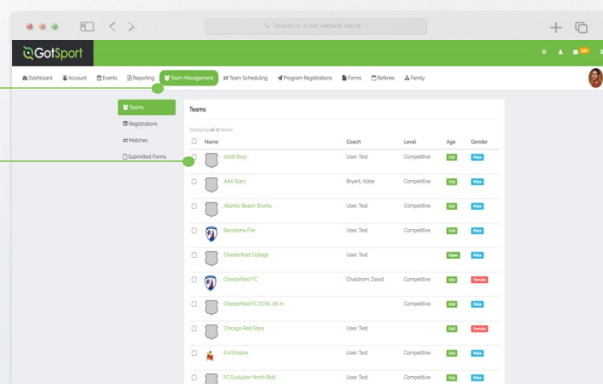 Search or enter website name
GotSport
Dashboard Account Events Reporting Team Management Team Scheduling Program Registrations Forms Referee Family
Teams
Registrations
Matches
Submitted Forms
Teams
Displaying all 17 teams
Name Coach Level Age Gender
2008 Boys User, Test Competitive Male
AAA Stars Bryant, Kobe Competitive Male
Atlantic Beach Sharks User, Test Competitive Male
Barcelona Fire User, Test Competitive Male
Chesterfield College User, Test Open Male
Chesterfield FC Chalstrom, David Competitive Female
Chesterfield FC ECNL Competitive Male
Chicago Red Stars User, Test Competitive Female
Evil Empire User, Test Competitive Male
FC Evolution North User, Test Competitive Male